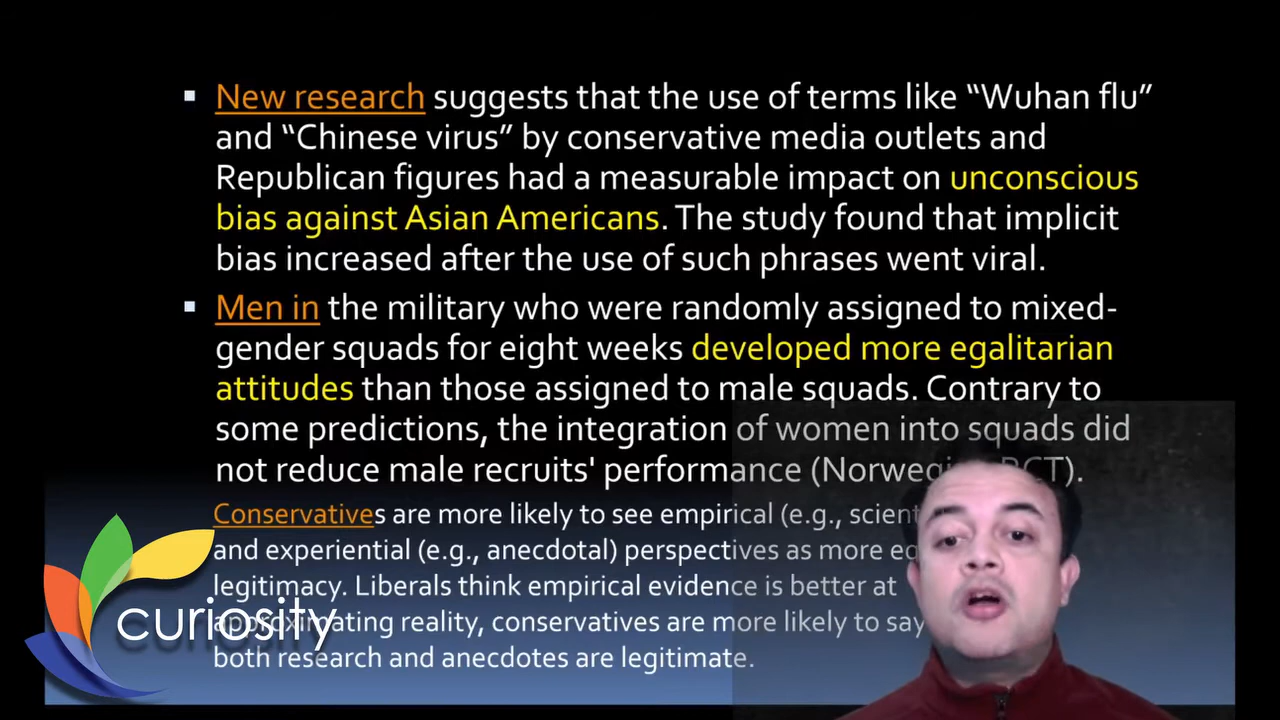 New research suggests that the use of terms like “Wuhan flu”
and “Chinese virus” by conservative media outlets and
Republican figures had a measurable impact on unconscious
bias against Asian Americans. The study found that implicit
bias increased after the use of such phrases went viral.
Men in the military who were randomly assigned to mixed-
gender squads for eight weeks developed more egalitarian
attitudes than those assigned to male squads. Contrary to
some predictions, the integration of women into squads did
not reduce male recruits' performance
Conservatives are more likely to see empirical (e.g.,
and experiential (e.g., anecdotal) perspectives as more
legitimacy. Liberals think empirical evidence is better at
approximating reality, conservatives are more likely to say
both research and anecdotes are legitimate.
curiosity